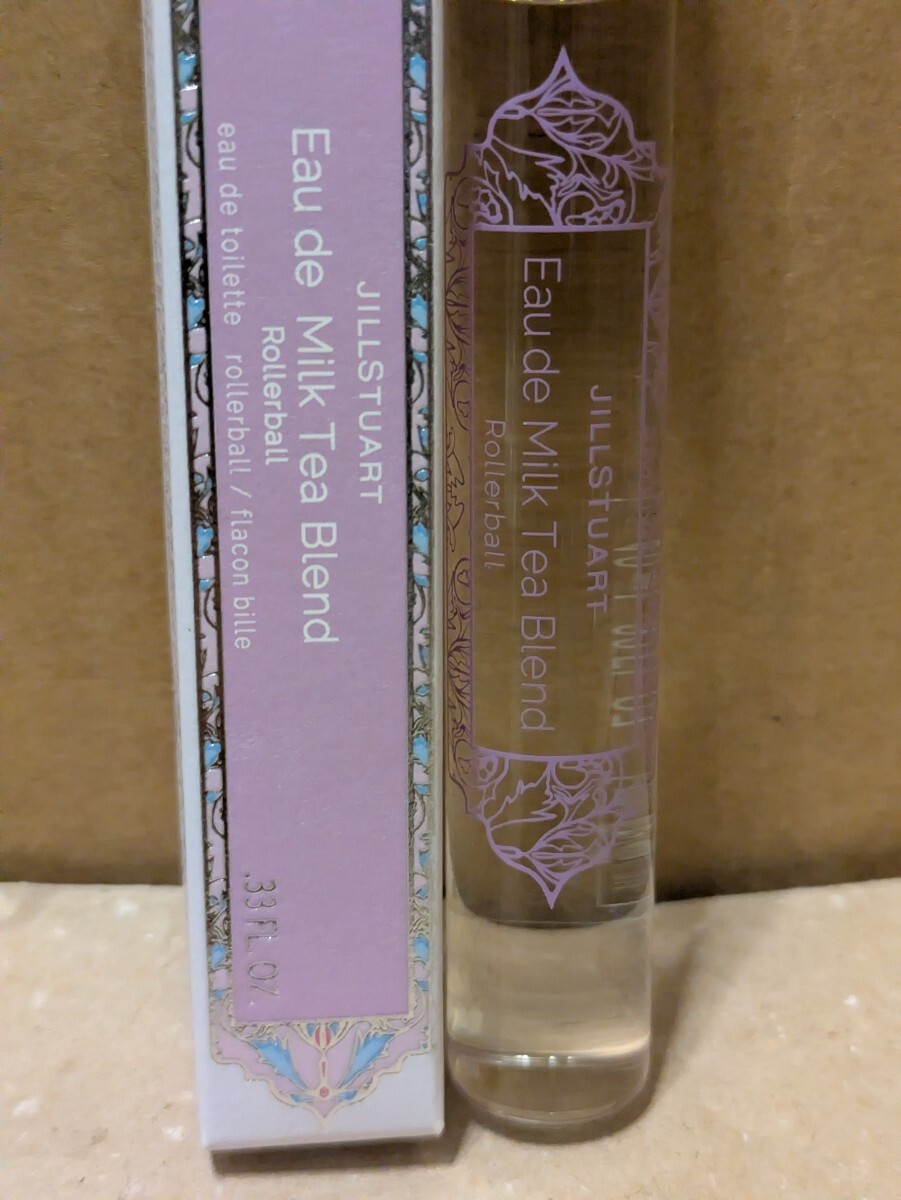 JILLSTUART
Eau de Milk Tea Blend
Rollerball
eau de toilette rollerball / flacon bille
.33 FL. OZ.
JILLSTUART
Eau de Milk Tea Blend
Rollerball